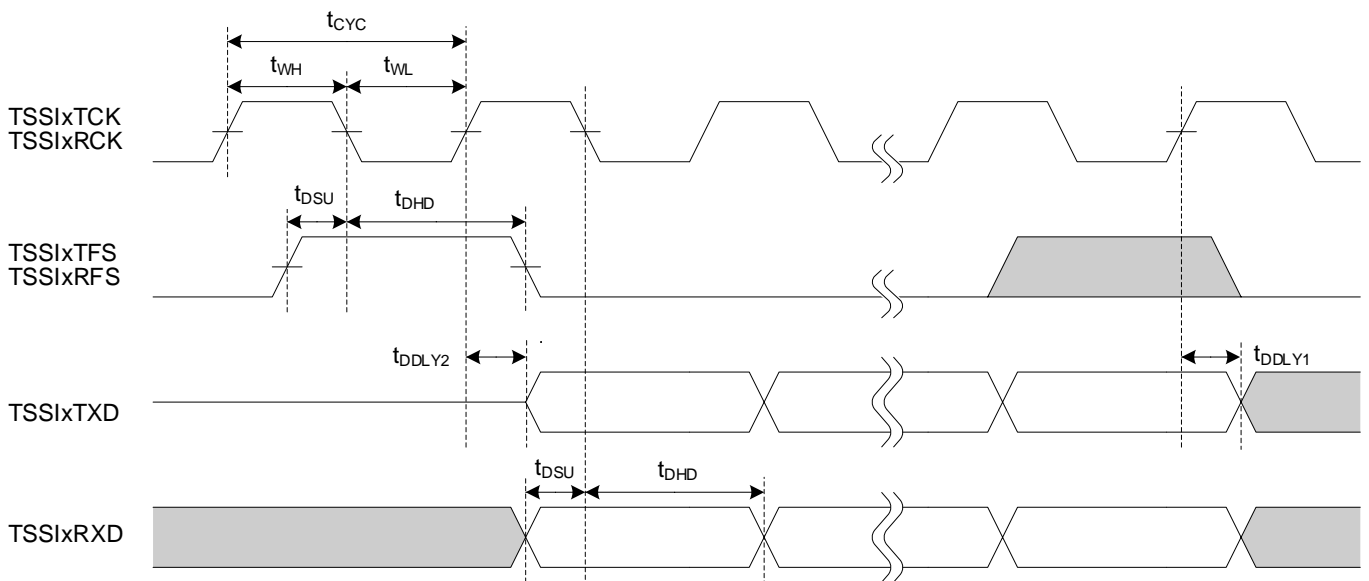 tCYC
tWH
tWL
TSSIxTCK
TSSIxRCK
tDSU
tDHD
TSSIxTFS
TSSIxRFS
tDDLY2
tDDLY1
TSSIxTXD
tDSU
tDHD
TSSIxRXD